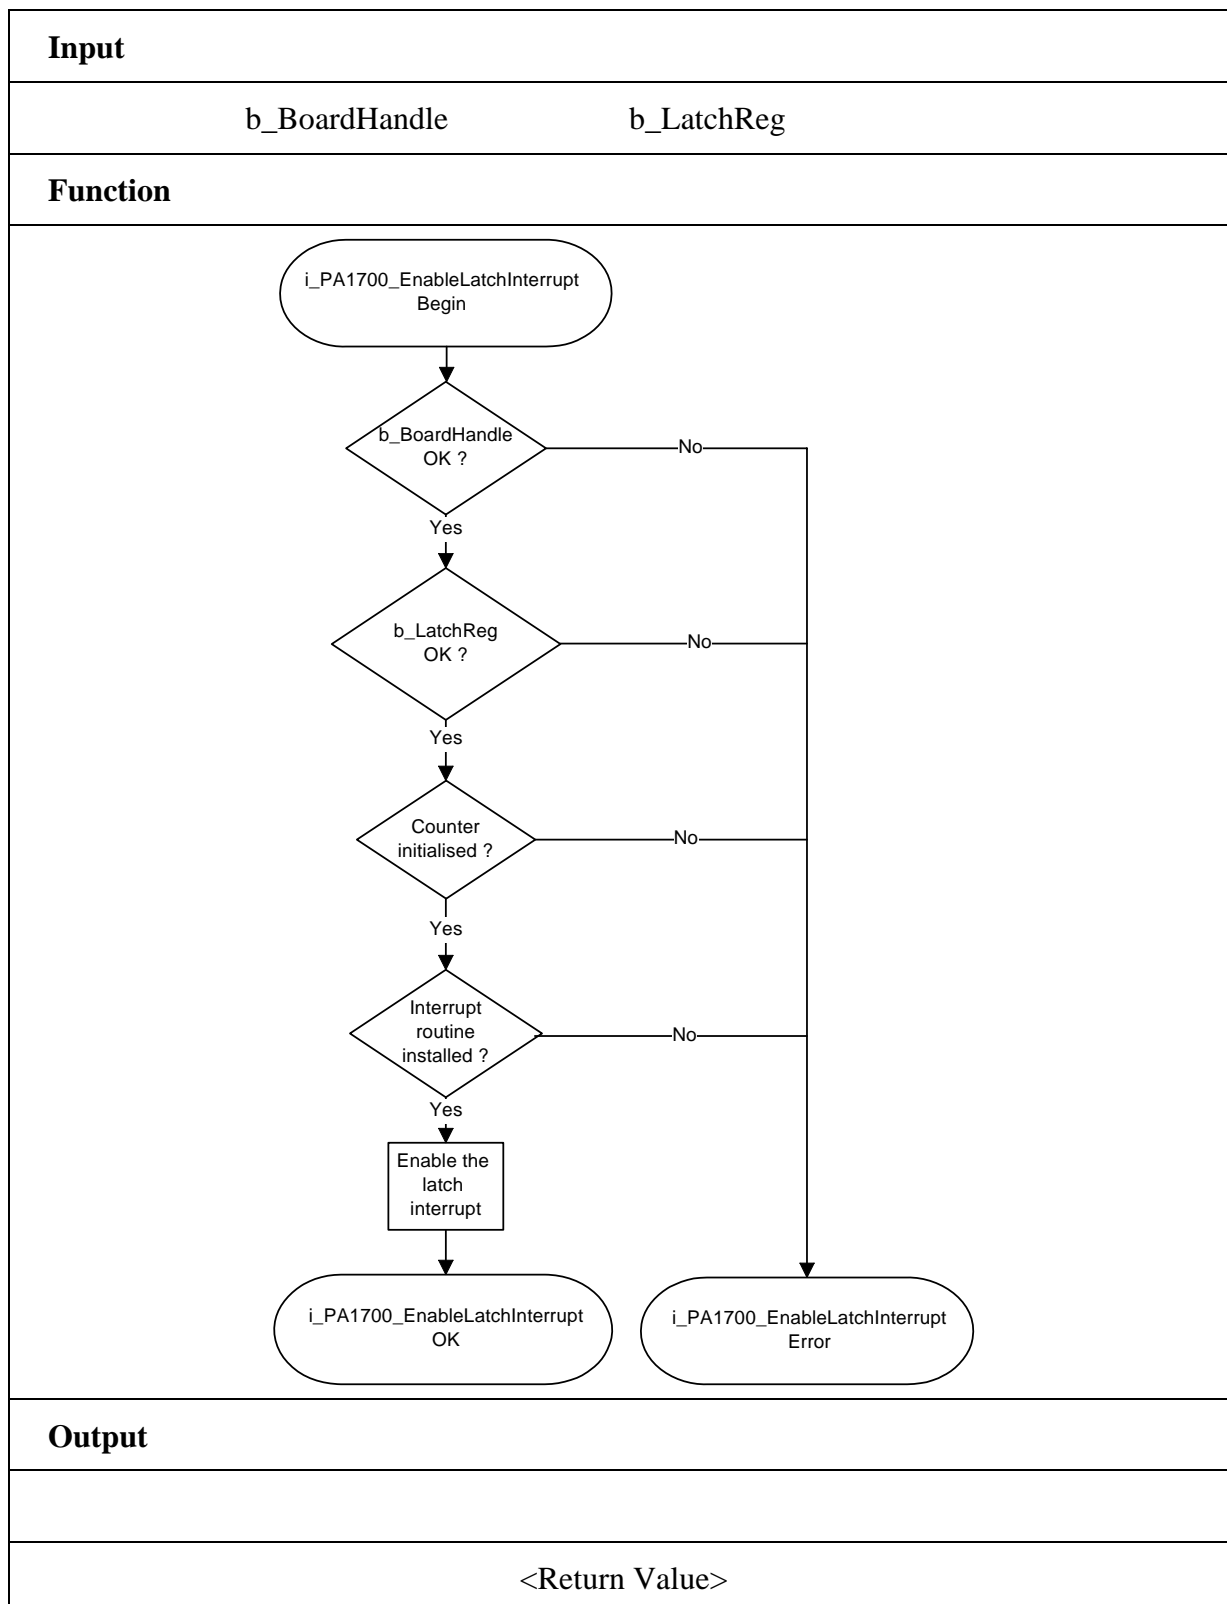 Input
b_BoardHandle b_LatchReg
Function
i_PA1700_EnableLatchInterrupt
Begin
b_BoardHandle
OK ?
No
Yes
b_LatchReg
OK ?
No
Yes
Counter
initialised ?
No
Yes
Interrupt
routine
installed ?
No
Yes
Enable the
latch
interrupt
i_PA1700_EnableLatchInterrupt
OK
i_PA1700_EnableLatchInterrupt
Error
Output
<Return Value>